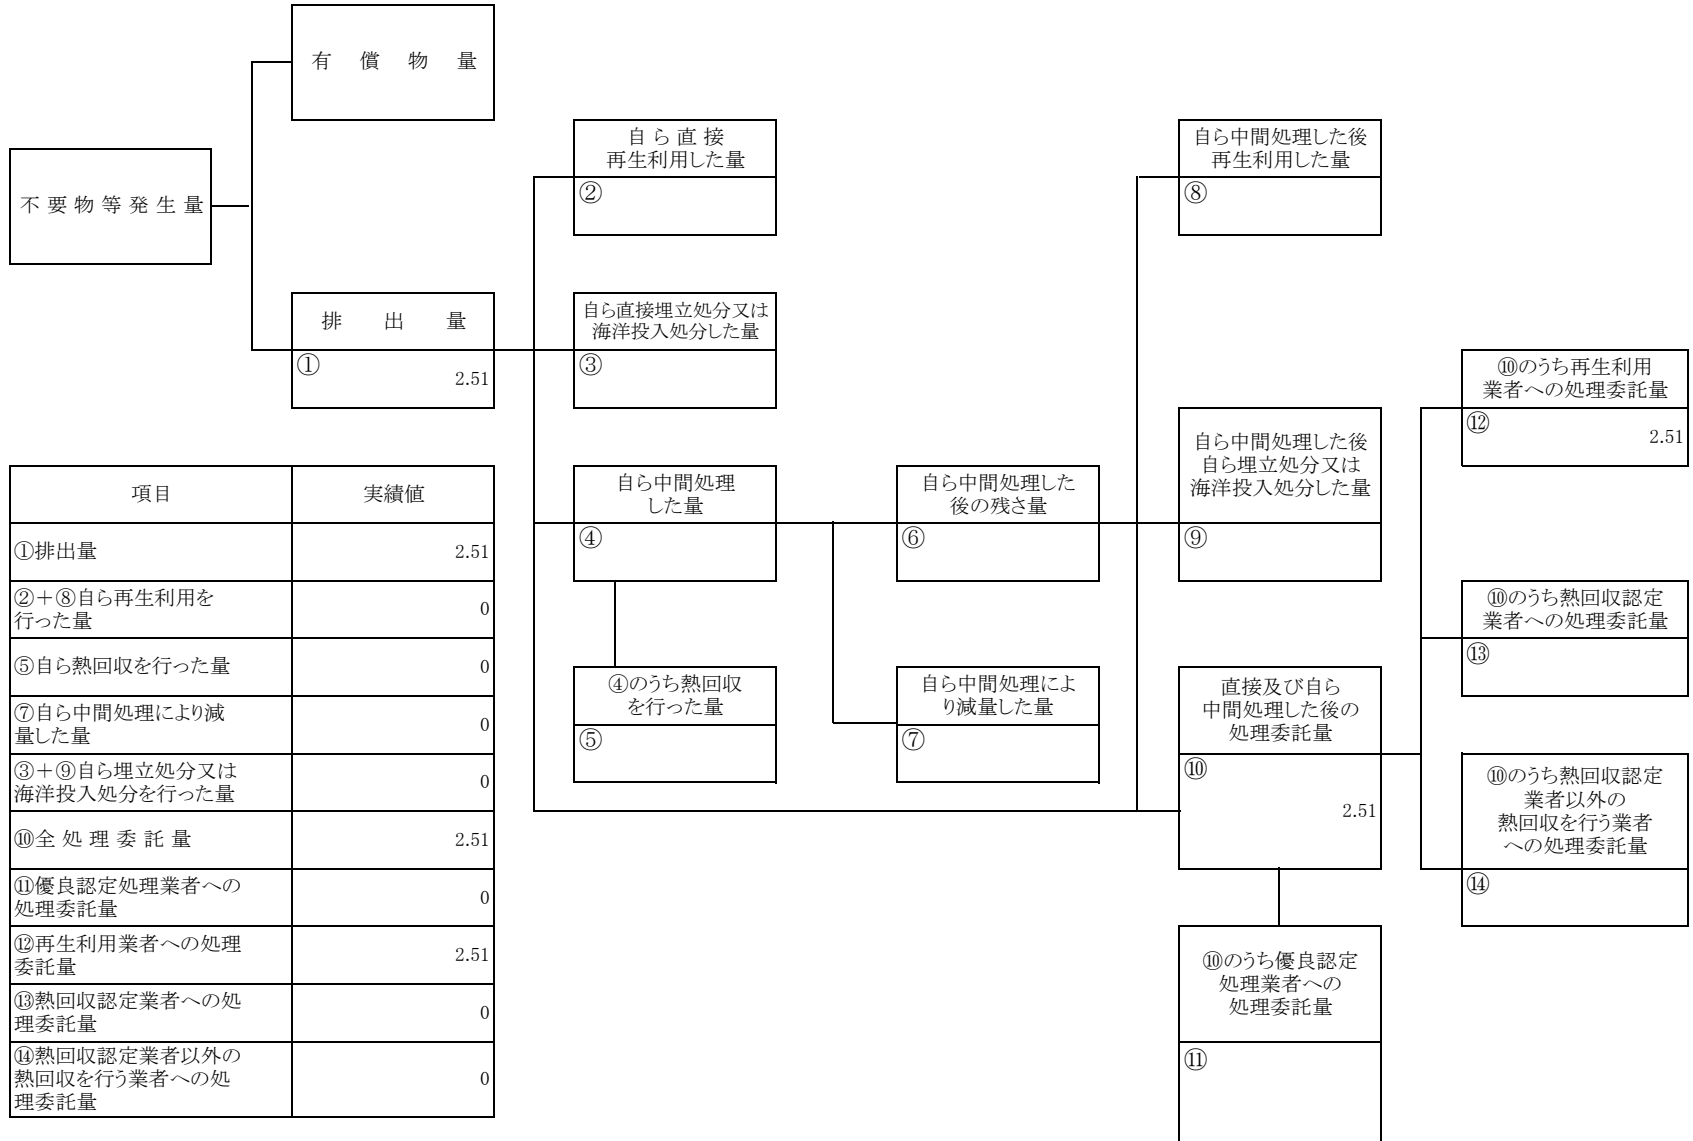 有償物量
不要物等発生量
排出量
①
2.51
自ら直接
再生利用した量
②
自ら直接埋立処分又は
海洋投入処分した量
③
自ら中間処理
した量
④
④のうち熱回収
を行った量
⑤
自ら中間処理した
後の残さ量
⑥
自ら中間処理によ
り減量した量
⑦
自ら中間処理した後
再生利用した量
⑧
自ら中間処理した後
自ら埋立処分又は
海洋投入処分した量
⑨
直接及び自ら
中間処理した後の
処理委託量
⑩
2.51
⑩のうち優良認定
処理業者への
処理委託量
⑪
⑩のうち再生利用
業者への処理委託量
⑫
2.51
⑩のうち熱回収認定
業者への処理委託量
⑬
⑩のうち熱回収認定
業者以外の
熱回収を行う業者
への処理委託量
⑭
項目 実績値
①排出量 2.51
②＋⑧自ら再生利用を
行った量 0
⑤自ら熱回収を行った量 0
⑦自ら中間処理により減
量した量 0
③＋⑨自ら埋立処分又は
海洋投入処分を行った量 0
⑩全処理委託量 2.51
⑪優良認定処理業者への
処理委託量 0
⑫再生利用業者への処理
委託量 2.51
⑬熱回収認定業者への処
理委託量 0
⑭熱回収認定業者以外の
熱回収を行う業者への処
理委託量 0